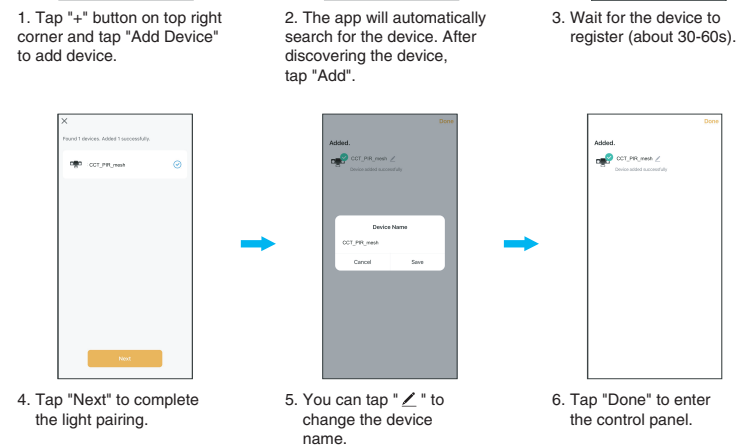 1. Tap "+" button on top right
corner and tap "Add Device"
to add device.
2. The app will automatically
search for the device. After
discovering the device,
tap "Add".
3. Wait for the device to
register (about 30-60s).
Found 1 devices. Added 1 successfully.
CCT_PIR_mesh
Next
Done
Added.
CCT_PIR_mesh
Device added successfully
Device Name
CCT_PIR_mesh
Cancel Save
Done
Added.
CCT_PIR_mesh
Device added successfully
4. Tap "Next" to complete
the light pairing.
5. You can tap " " to
change the device
name.
6. Tap "Done" to enter
the control panel.